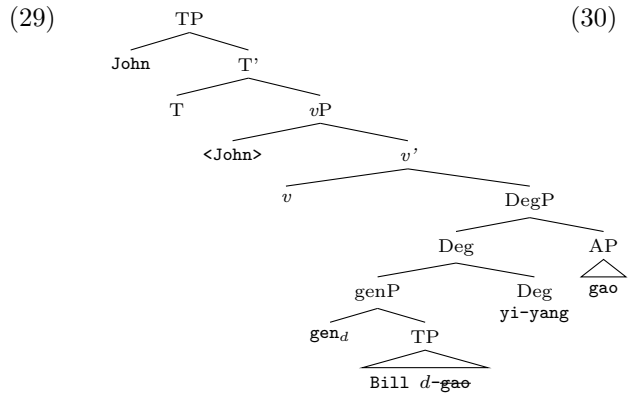 (29) TP (30)
John T'
T vP
<John> v'
v DegP
Deg AP
genP Deg gao
yi-yang
gen_d TP
Bill d-gao